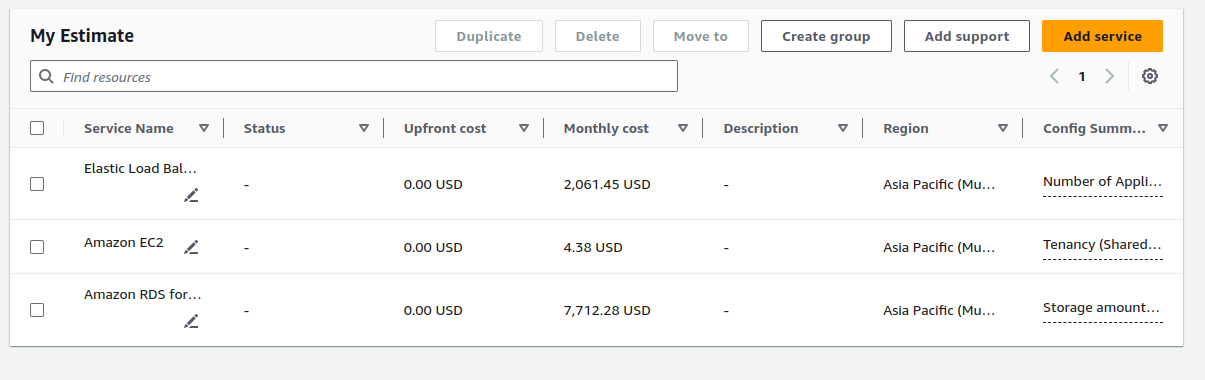 My Estimate
Duplicate
Delete
Move to
Create group
Add support
Add service
Find resources
1
Service Name
Status
Upfront cost
Monthly cost
Description
Region
Config Summ...
Elastic Load Bal...
-
0.00 USD
2,061.45 USD
-
Asia Pacific (Mu...
Number of Appli...
Amazon EC2
-
0.00 USD
4.38 USD
-
Asia Pacific (Mu...
Tenancy (Shared...
Amazon RDS for...
-
0.00 USD
7,712.28 USD
-
Asia Pacific (Mu...
Storage amount...